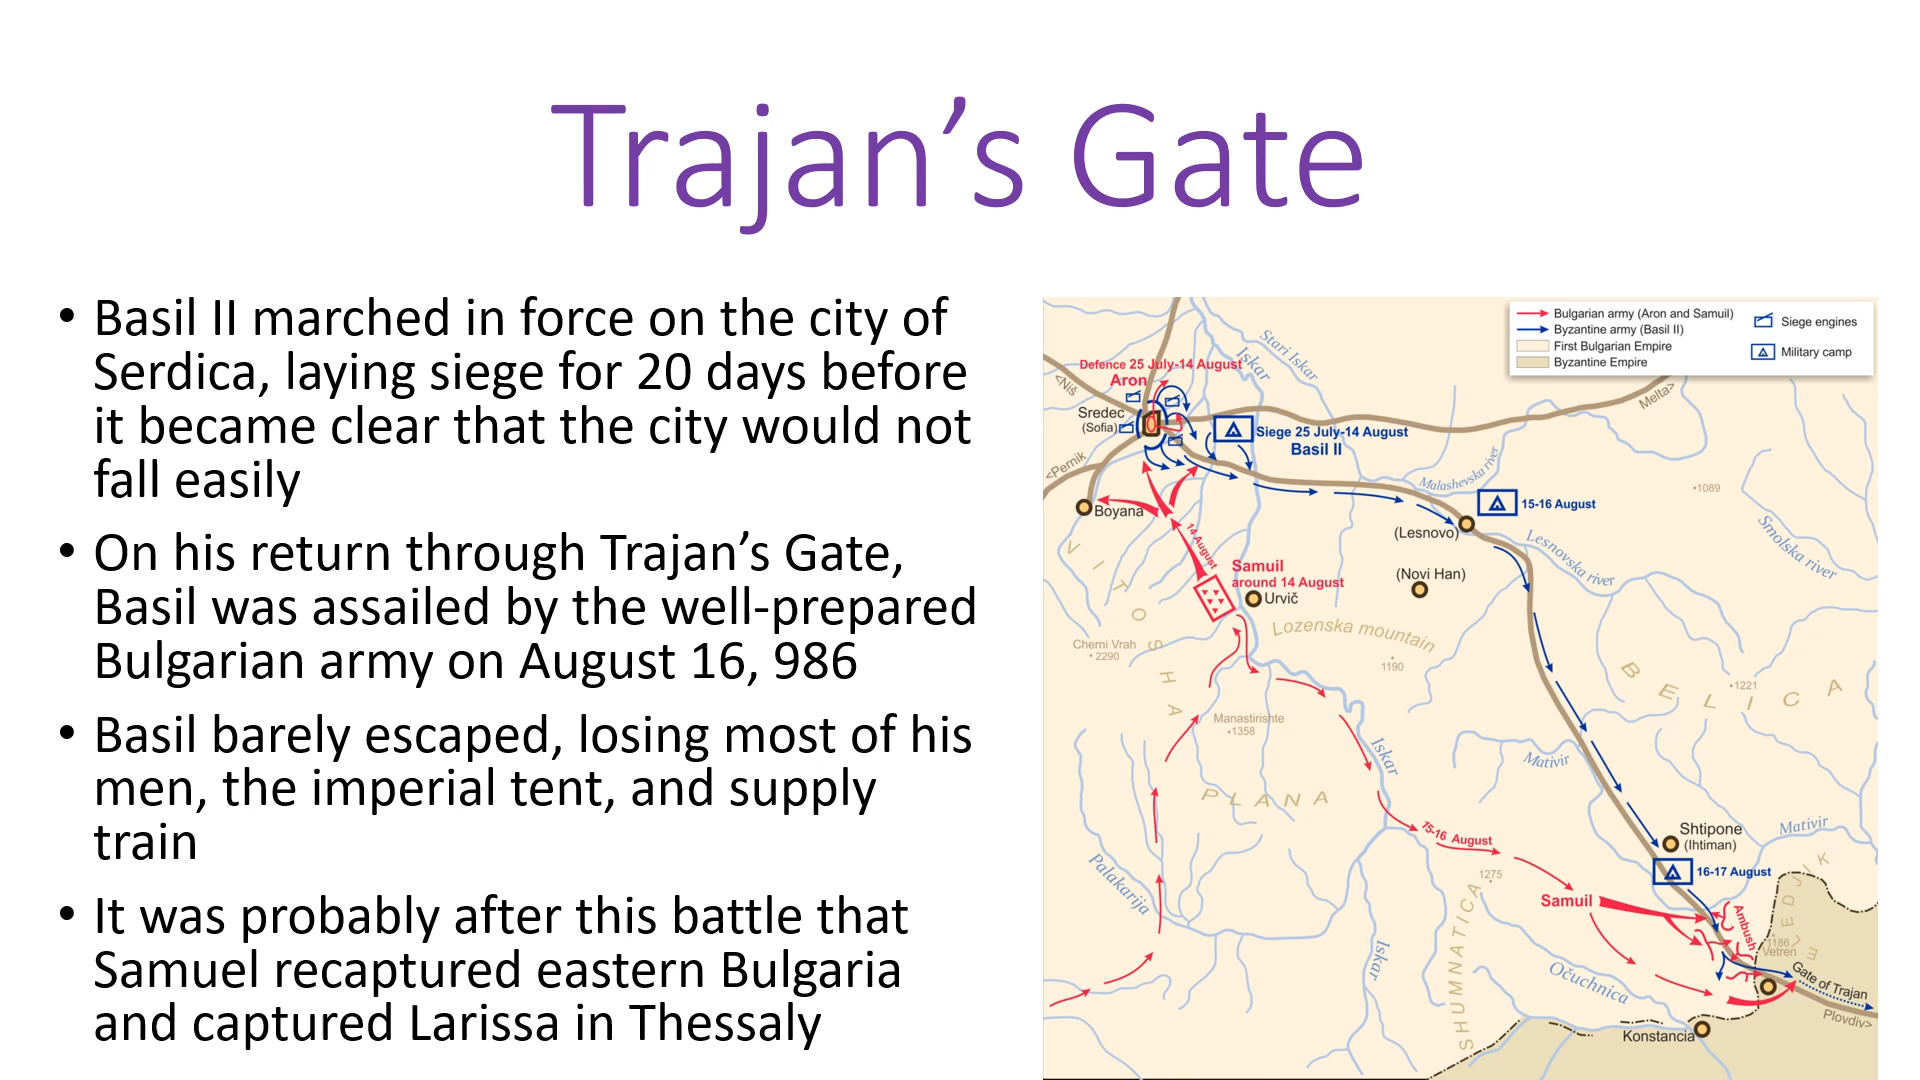 Trajan’s Gate
• Basil II marched in force on the city of
Serdica, laying siege for 20 days before
it became clear that the city would not
fall easily
• On his return through Trajan’s Gate,
Basil was assailed by the well-prepared
Bulgarian army on August 16, 986
• Basil barely escaped, losing most of his
men, the imperial tent, and supply
train
• It was probably after this battle that
Samuel recaptured eastern Bulgaria
and captured Larissa in Thessaly
Bulgarian army (Aron and Samuil)
Byzantine army (Basil II)
First Bulgarian Empire
Byzantine Empire
Siege engines
Military camp
Stari Iskar
Iskar
Defence 25 July-14 August
Aron
<Niš
Melta>
Sredec
(Sofia)
Siege 25 July-14 August
Basil II
<Pernik
Malashevska river
•1089
15-16 August
Boyana
(Lesnovo)
Smolska river
14 August
Lesnovska river
VITOSHA
Samuil
around 14 August
Urvič
(Novi Han)
Lozenska mountain
Cherni Vrah
• 2290
1190
BELICA
•1221
Manastirishte
•1358
Iskar
Mativir
PLANA
Shtipone
(Ihtiman)
Mativir
15-16 August
Palakarija
1275
16-17 August
Samuil
SHUMNATICA
Ambush
ELEDJIK
1186
Vetren
Iskar
Očuchnica
Gate of Trajan
Plovdiv>
Konstancia